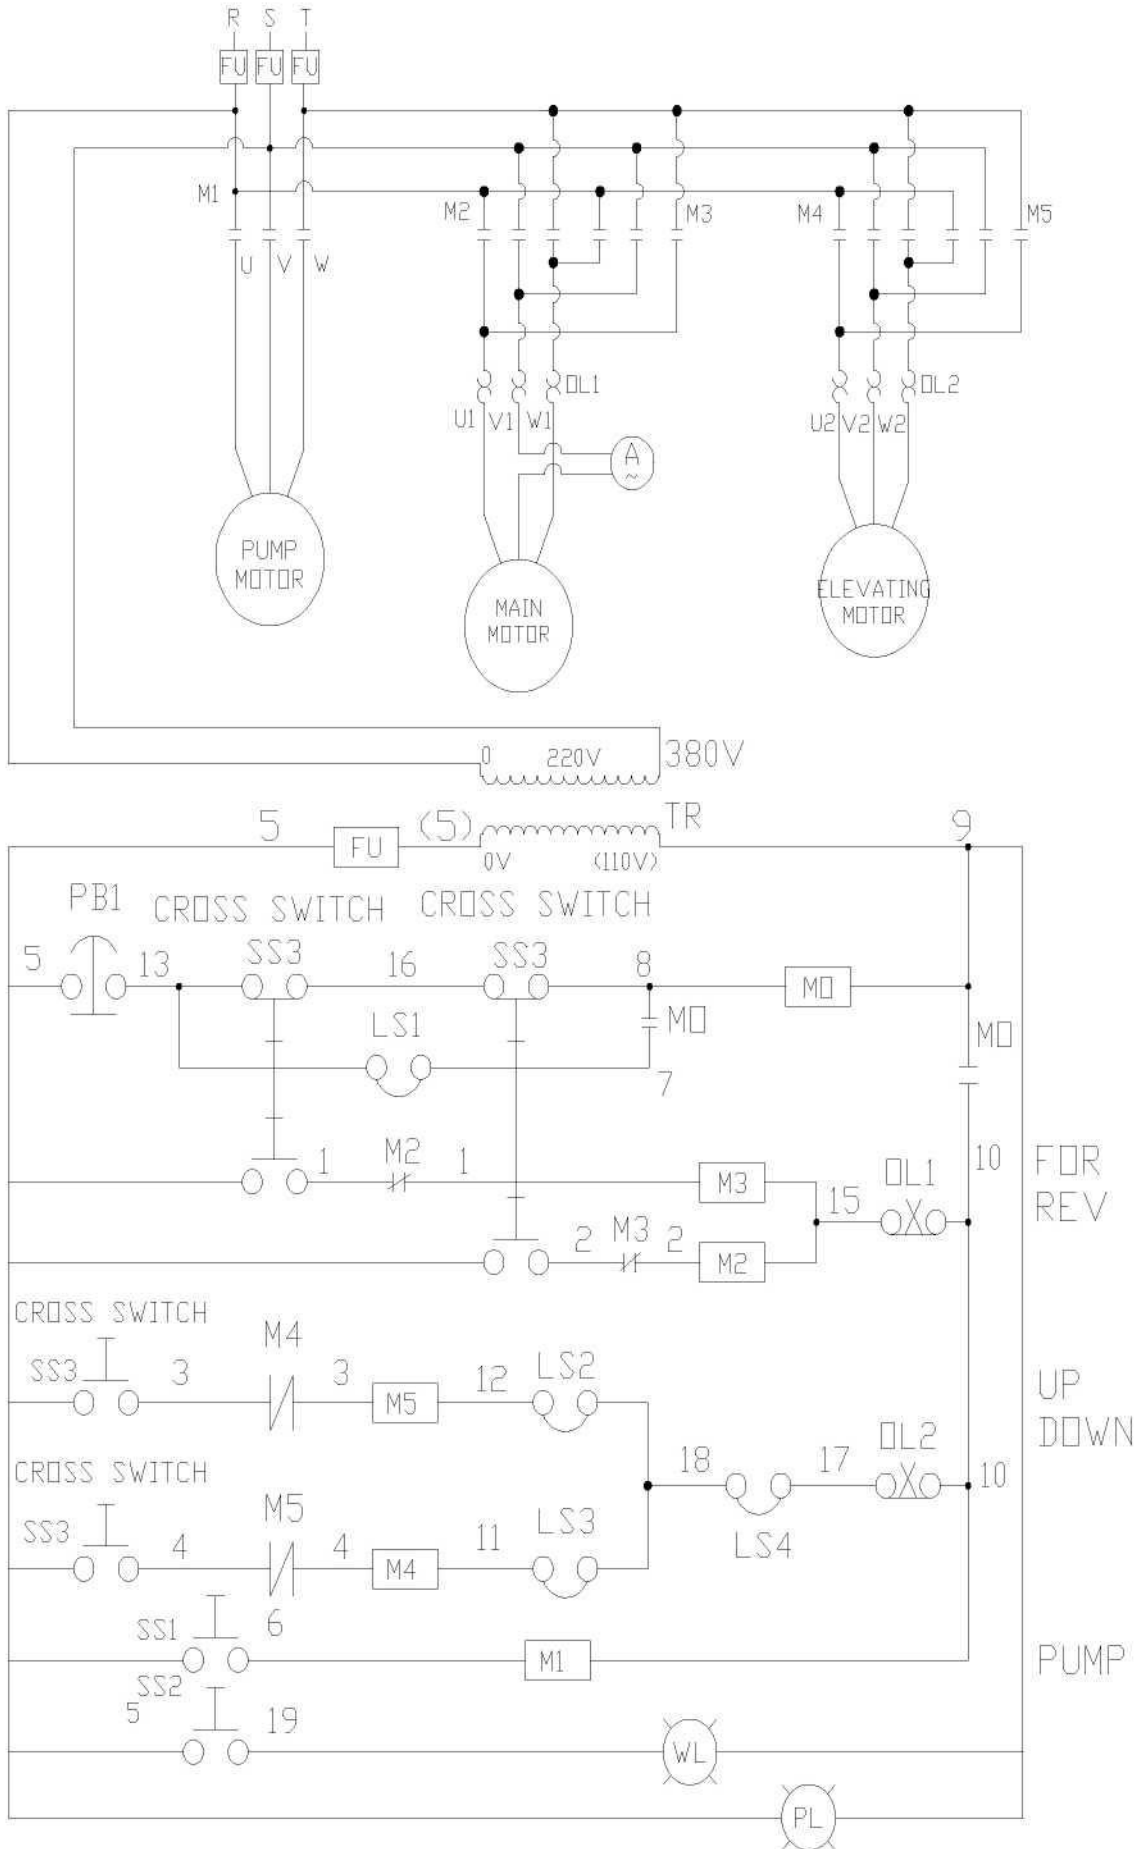 R S T
FU FU FU
M1 M2 M3 M4 M5
U V W
OL1 OL2
U1 V1 W1 U2 V2 W2
A
~
PUMP
MOTOR
MAIN
MOTOR
ELEVATING
MOTOR
0 220V 380V
5 FU (5) TR 9
0V (110V)
PB1 CROSS SWITCH CROSS SWITCH
5 13 SS3 16 SS3 8 M0
LS1 M0 M0
7
1 M2 1 M3 15 OL1 10 FOR
REV
2 M3 2 M2
CROSS SWITCH
SS3 3 M4 3 M5 12 LS2 UP
DOWN
CROSS SWITCH
18 LS4 17 OL2 10
SS3 4 M5 4 M4 11 LS3
SS1 6 M1 PUMP
SS2
5 19 WL
PL